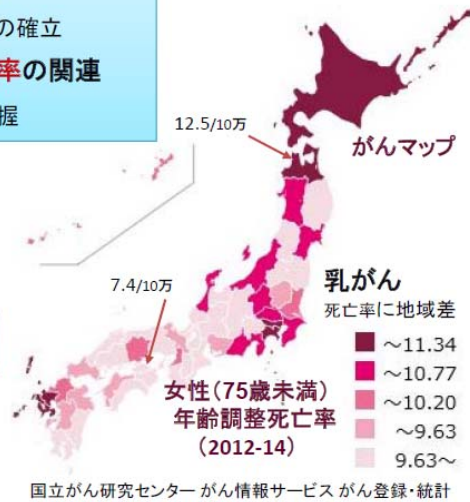 の確立
率の関連
握
12.5/10万
がんマップ
7.4/10万
乳がん
死亡率に地域差
～11.34
～10.77
～10.20
～9.63
9.63～
女性(75歳未満)
年齢調整死亡率
(2012-14)
国立がん研究センター がん情報サービス がん登録・統計